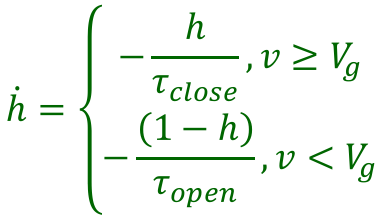 ḣ = { −h/τ_close , v ≥ V_g
−(1 − h)/τ_open , v < V_g